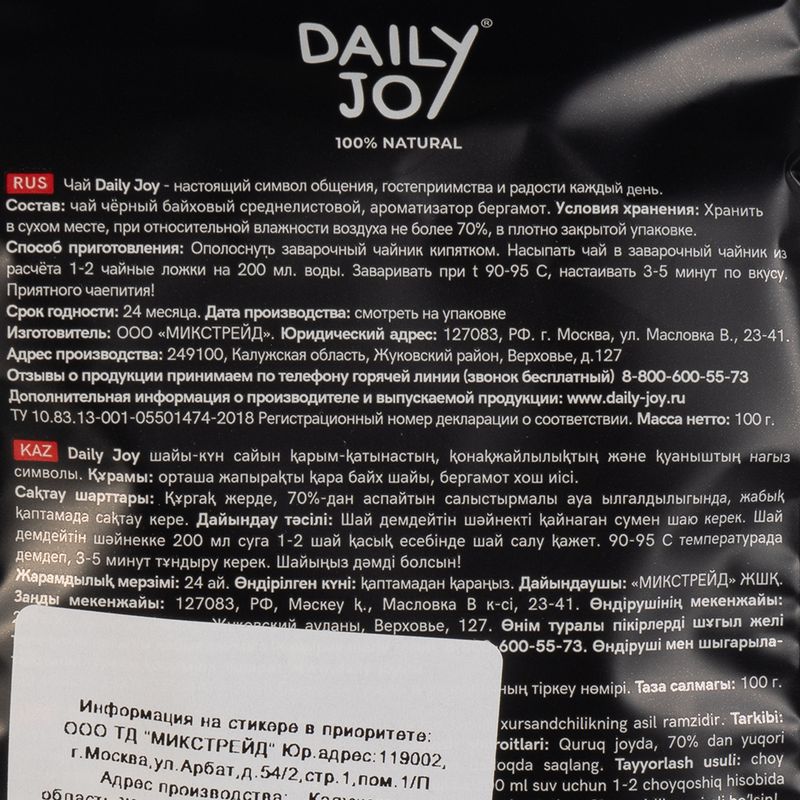 DAILY JOY®
100% NATURAL
RUS Чай Daily Joy - настоящий символ общения, гостеприимства и радости каждый день.
Состав: чай чёрный байховый среднелистовой, ароматизатор бергамот. Условия хранения: Хранить
в сухом месте, при относительной влажности воздуха не более 70%, в плотно закрытой упаковке.
Способ приготовления: Ополоснуть заварочный чайник кипятком. Насыпать чай в заварочный чайник из
расчёта 1-2 чайные ложки на 200 мл. воды. Заваривать при t 90-95 С, настаивать 3-5 минут по вкусу.
Приятного чаепития!
Срок годности: 24 месяца. Дата производства: смотреть на упаковке
Изготовитель: ООО «МИКСТРЕЙД». Юридический адрес: 127083, РФ. г. Москва, ул. Масловка В., 23-41.
Адрес производства: 249100, Калужская область, Жуковский район, Верховье, д.127
Отзывы о продукции принимаем по телефону горячей линии (звонок бесплатный) 8-800-600-55-73
Дополнительная информация о производителе и выпускаемой продукции: www.daily-joy.ru
ТУ 10.83.13-001-05501474-2018 Регистрационный номер декларации о соответствии. Масса нетто: 100 г.
KAZ Daily Joy шайы-күн сайын қарым-қатынастың, қонақжайлылықтың және қуаныштың нағыз
символы. Құрамы: орташа жапырақты қара байх шайы, бергамот хош иісі.
Сақтау шарттары: Құрғақ жерде, 70%-дан аспайтын салыстырмалы ауа ылғалдылығында, жабық
қаптамада сақтау кере. Дайындау тәсілі: Шай демдейтін шәйнекті қайнаған сумен шаю керек. Шай
демдейтін шәйнекке 200 мл суға 1-2 шай қасық есебінде шай салу қажет. 90-95 С температурада
демдеп, 3-5 минут тұндыру керек. Шайыңыз дәмді болсын!
Жарамдылық мерзімі: 24 ай. Өндірілген күні: қаптамадан қараңыз. Дайындаушы: «МИКСТРЕЙД» ЖШҚ.
Заңды мекенжайы: 127083, РФ, Мәскеу қ., Масловка В к-сі, 23-41. Өндірушінің мекенжайы:
Жуковский ауданы, Верховье, 127. Өнім туралы пікірлерді шұғыл желі
600-55-73. Өндіруші мен шығарыла-
ның тіркеу нөмірі. Таза салмағы: 100 г.
xursandchilikning asil ramzidir. Tarkibi:
roitlari: Quruq joyda, 70% dan yuqori
oqda saqlang. Tayyorlash usuli: choy
0 ml suv uchun 1-2 choyqoshiq hisobida
Информация на стикере в приоритете:
ООО ТД "МИКСТРЕЙД" Юр.адрес:119002,
г.Москва,ул.Арбат,д.54/2,стр.1,пом.1/П
Адрес производства:
область